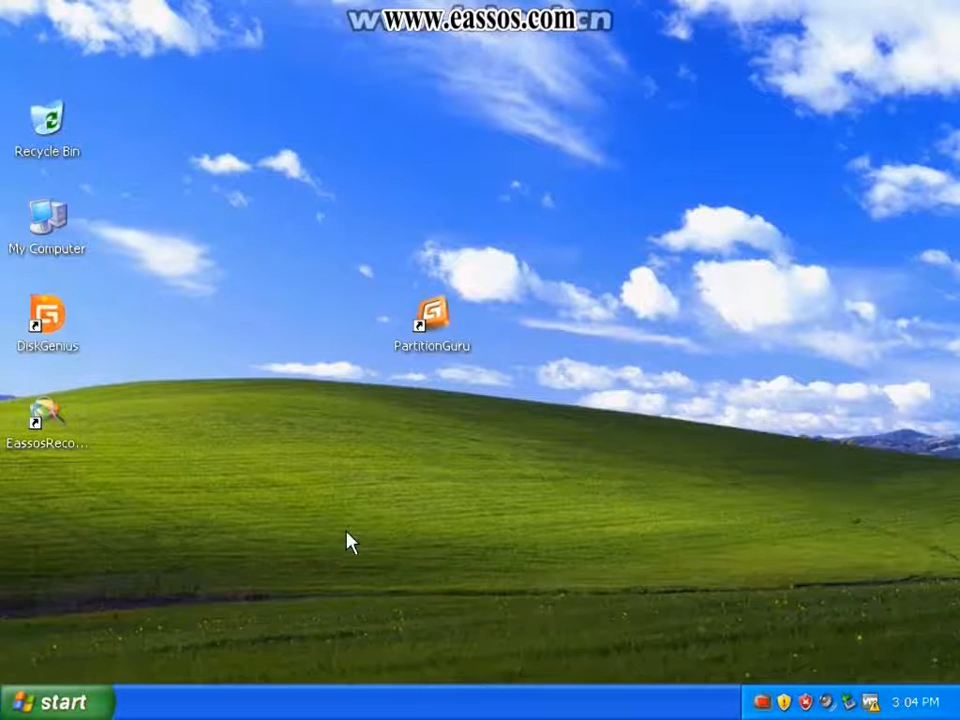 www.eassos.com
Recycle Bin
My Computer
DiskGenius
PartitionGuru
EassosReco...
start
3:04 PM